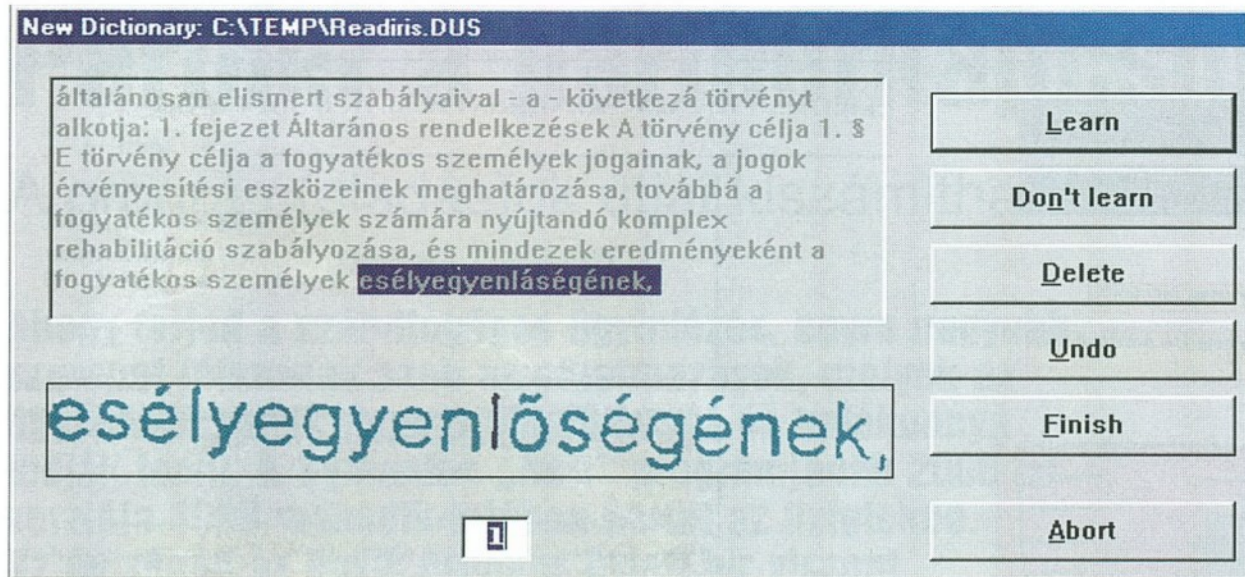 New Dictionary: C:\TEMP\Readiris.DUS
általánosan elismert szabályaival - a - következá törvényt
alkotja: 1. fejezet Áltarános rendelkezések A törvény célja 1. §
E törvény célja a fogyatékos személyek jogainak, a jogok
érvényesítési eszközeinek meghatározása, továbbá a
fogyatékos személyek számára nyújtandó komplex
rehabilitáció szabályozása, és mindezek eredményeként a
fogyatékos személyek esélyegyenláségének,
esélyegyenlõségének,
1
Learn
Don't learn
Delete
Undo
Finish
Abort